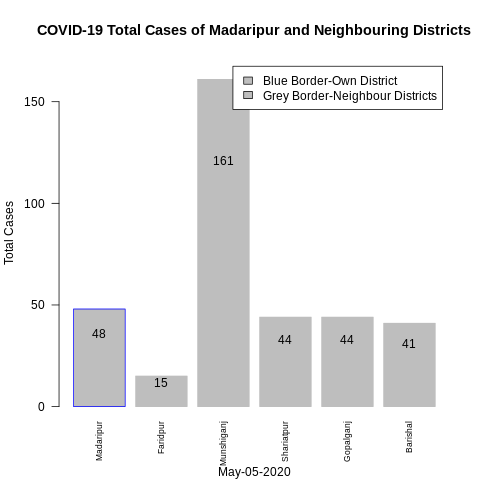 COVID-19 Total Cases of Madaripur and Neighbouring Districts
Blue Border-Own District
Grey Border-Neighbour Districts
Total Cases
150
100
50
0
161
48
15
44
44
41
Madaripur
Faridpur
Munshiganj
Shariatpur
Gopalganj
Barishal
May-05-2020